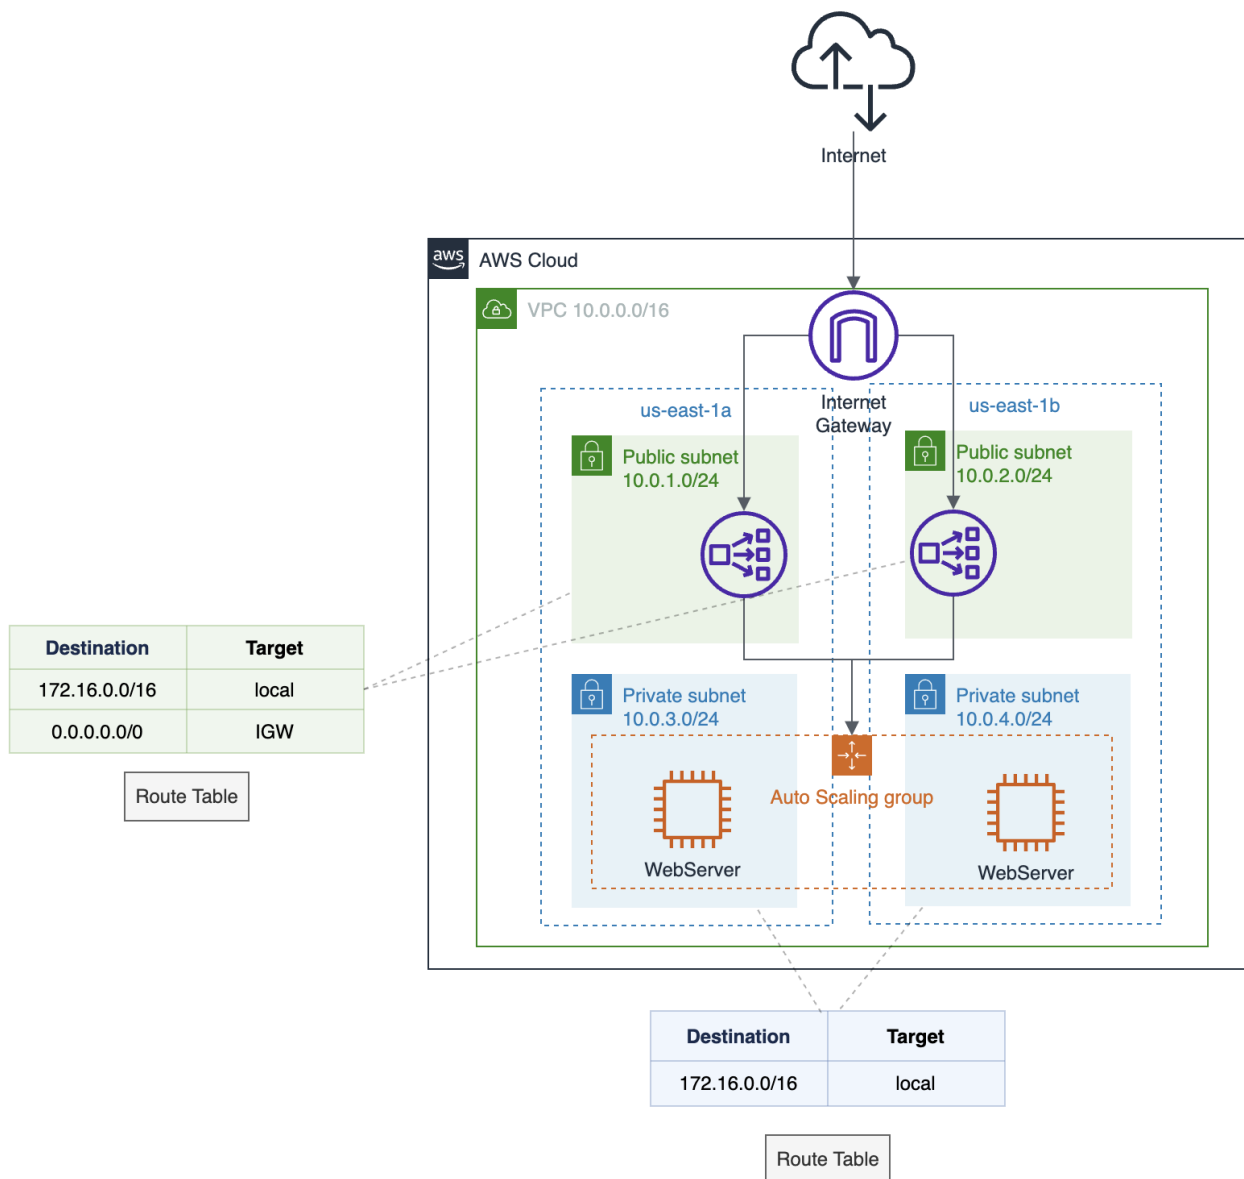 Internet
aws
AWS Cloud
VPC 10.0.0.0/16
Internet
Gateway
us-east-1a
us-east-1b
Public subnet
10.0.1.0/24
Public subnet
10.0.2.0/24
Destination Target
172.16.0.0/16 local
0.0.0.0.0/0 IGW
Route Table
Private subnet
10.0.3.0/24
Private subnet
10.0.4.0/24
Auto Scaling group
WebServer
WebServer
Destination Target
172.16.0.0/16 local
Route Table